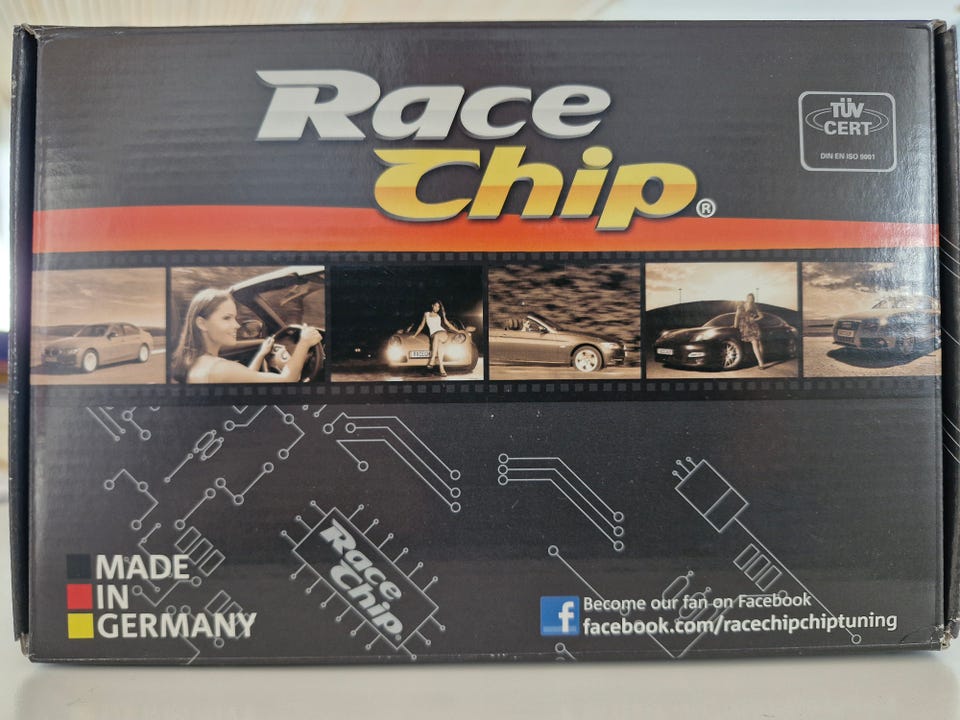 Race
Chip®
TÜV
CERT
DIN EN ISO 9001
Race
Chip®
MADE
IN
GERMANY
f
Become our fan on Facebook
facebook.com/racechipchiptuning